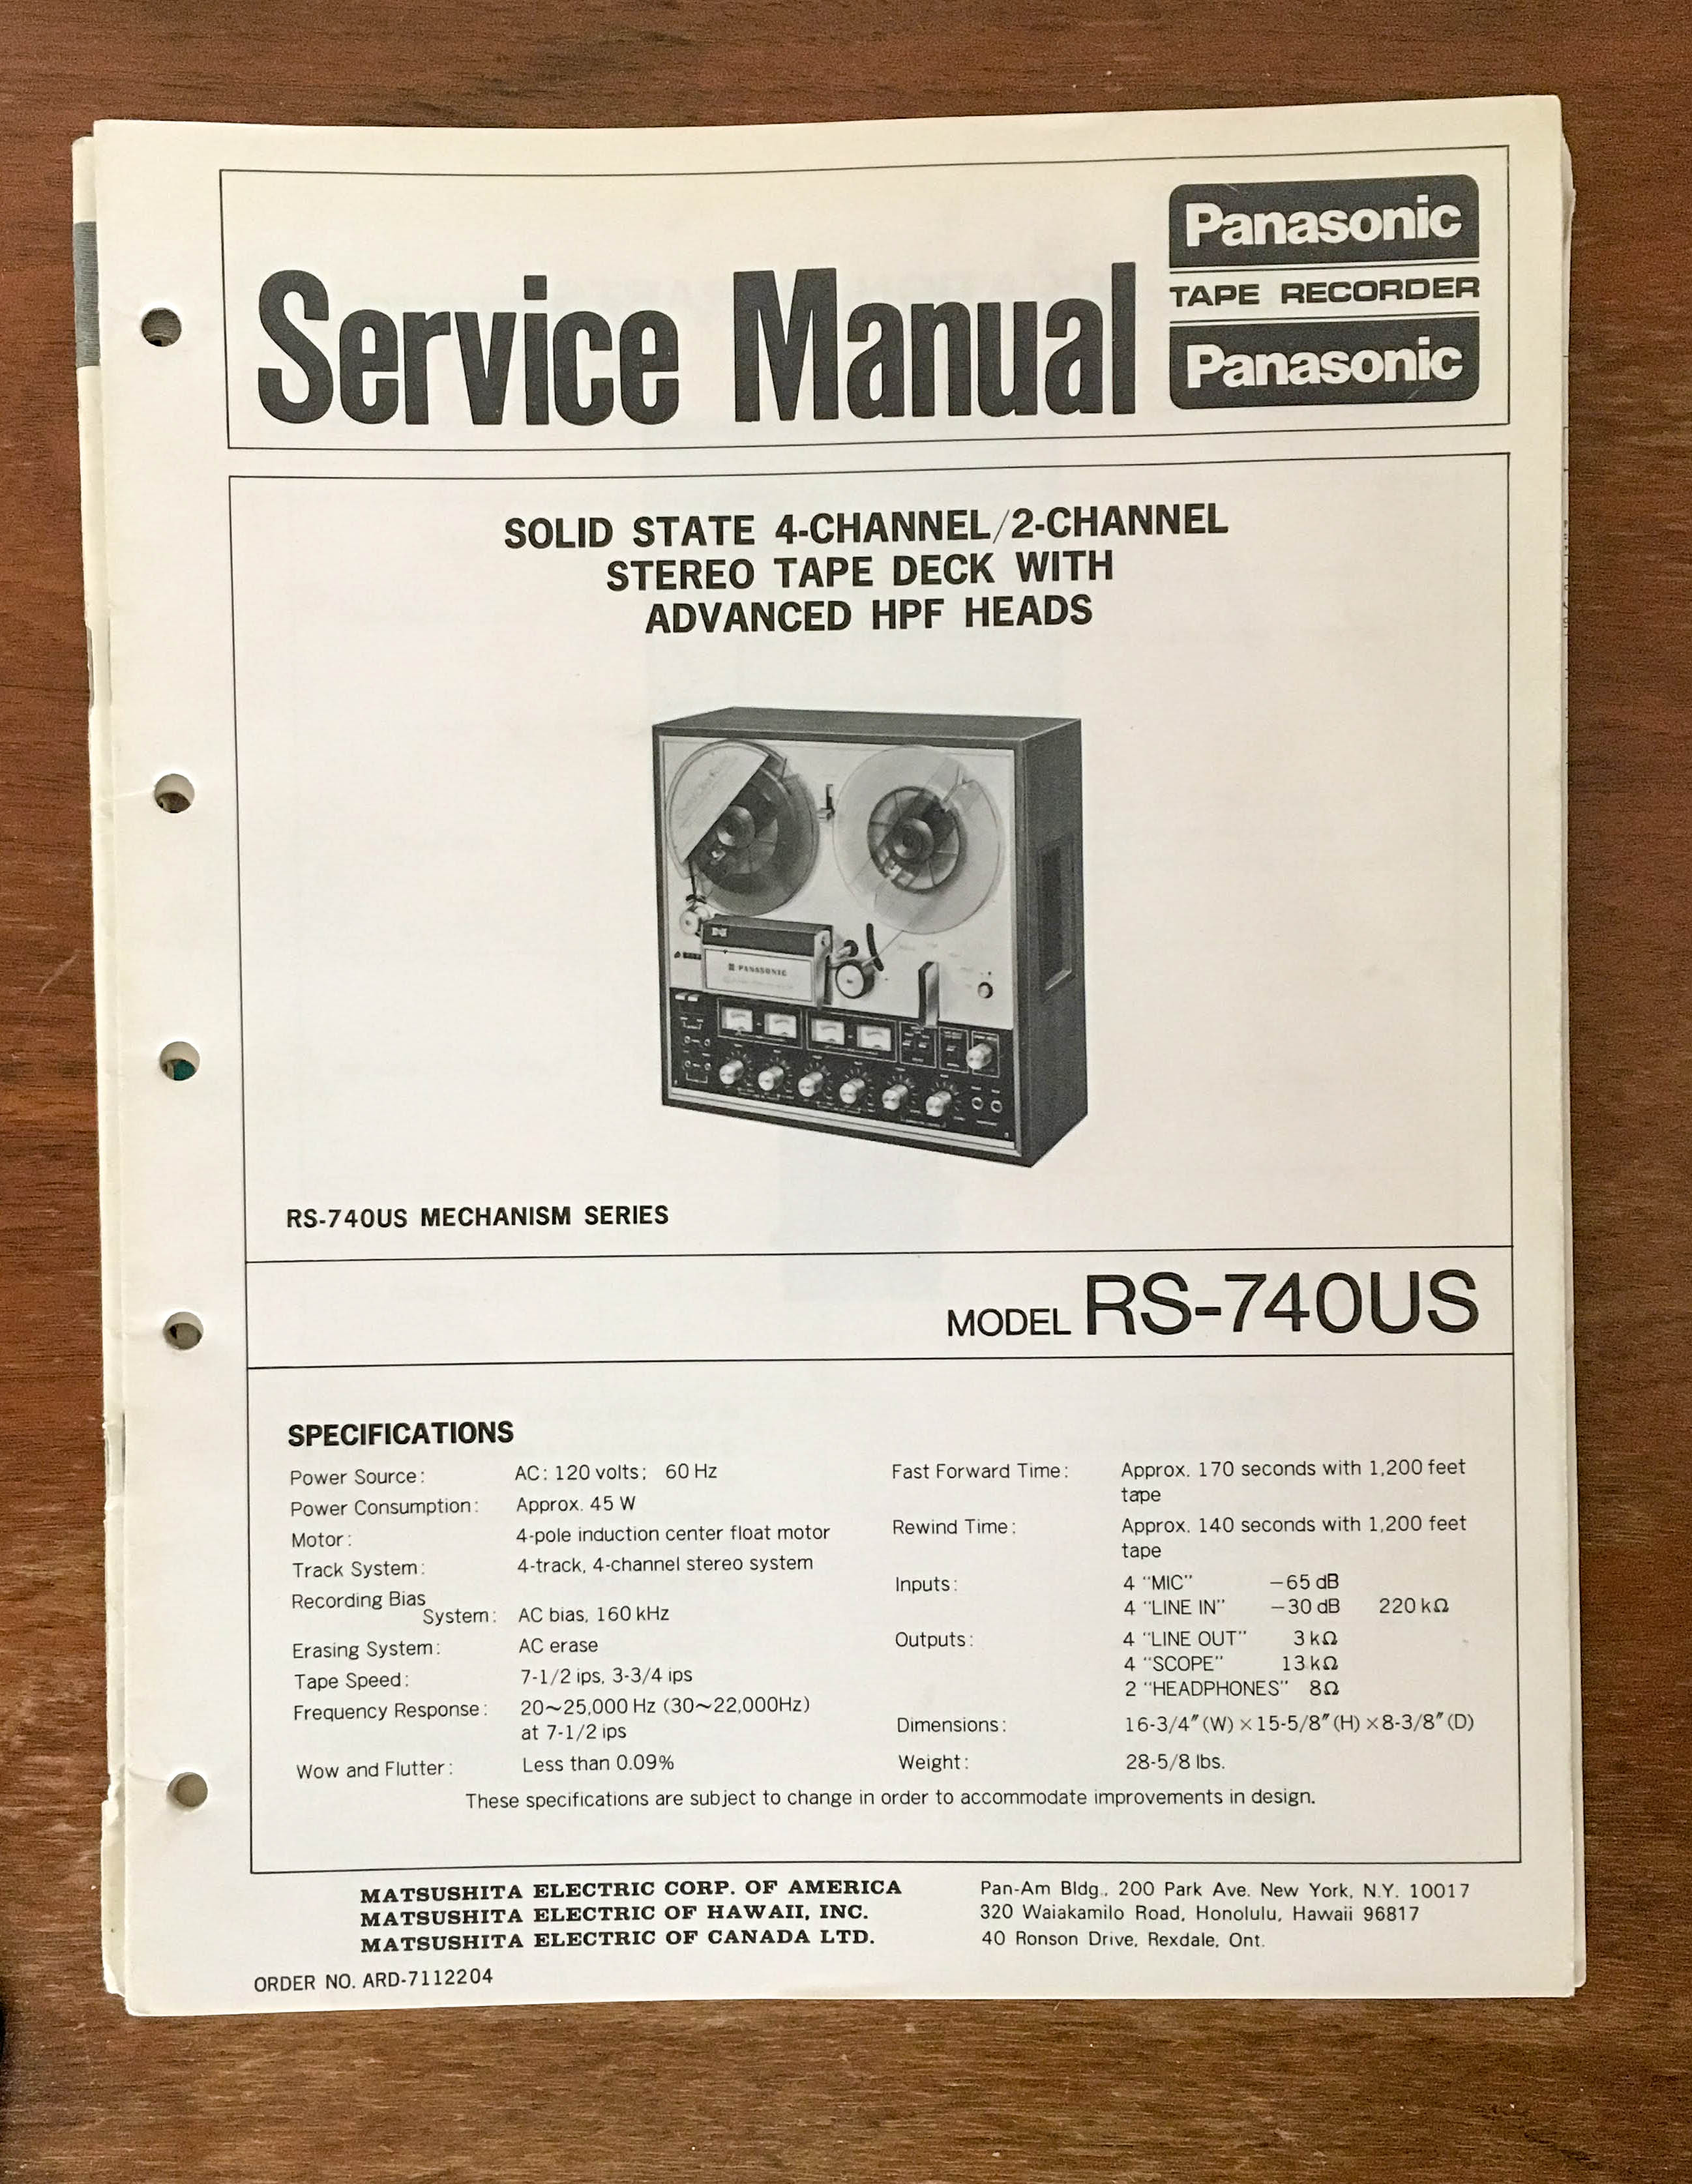 Service Manual
Panasonic
TAPE RECORDER
Panasonic
SOLID STATE 4-CHANNEL/2-CHANNEL
STEREO TAPE DECK WITH
ADVANCED HPF HEADS
PANASONIC
RS-740US MECHANISM SERIES
MODEL RS-740US
SPECIFICATIONS
Power Source: AC: 120 volts; 60 Hz
Power Consumption: Approx. 45 W
Motor: 4-pole induction center float motor
Track System: 4-track, 4-channel stereo system
Recording Bias
System: AC bias, 160 kHz
Erasing System: AC erase
Tape Speed: 7-1/2 ips, 3-3/4 ips
Frequency Response: 20~25,000 Hz (30~22,000Hz)
at 7-1/2 ips
Wow and Flutter: Less than 0.09%
Fast Forward Time: Approx. 170 seconds with 1,200 feet
tape
Rewind Time: Approx. 140 seconds with 1,200 feet
tape
Inputs: 4 "MIC" −65 dB
4 "LINE IN" −30 dB 220 kΩ
Outputs: 4 "LINE OUT" 3 kΩ
4 "SCOPE" 13 kΩ
2 "HEADPHONES" 8Ω
Dimensions: 16-3/4″ (W) × 15-5/8″ (H) × 8-3/8″ (D)
Weight: 28-5/8 lbs.
These specifications are subject to change in order to accommodate improvements in design.
MATSUSHITA ELECTRIC CORP. OF AMERICA Pan-Am Bldg., 200 Park Ave. New York, N.Y. 10017
MATSUSHITA ELECTRIC OF HAWAII, INC. 320 Waiakamilo Road, Honolulu, Hawaii 96817
MATSUSHITA ELECTRIC OF CANADA LTD. 40 Ronson Drive, Rexdale, Ont.
ORDER NO. ARD-7112204